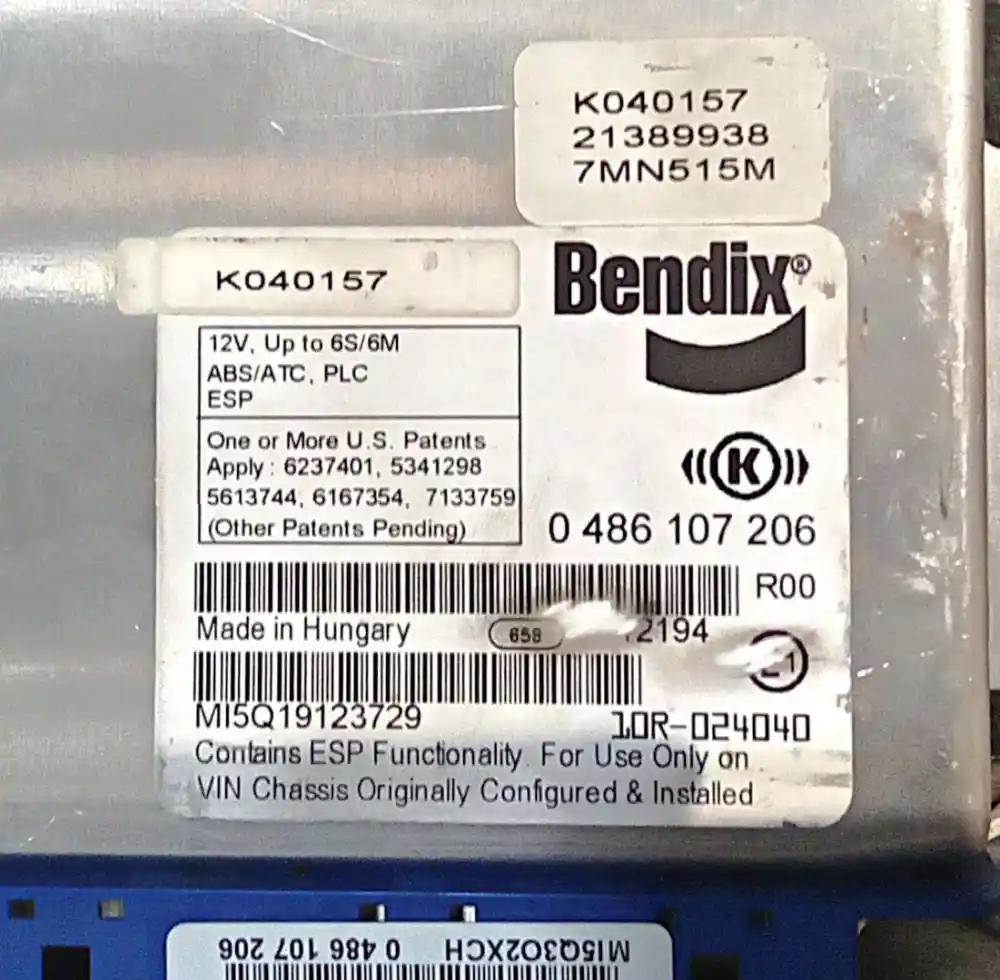 K040157
21389938
7MN515M
K040157
Bendix®
12V, Up to 6S/6M
ABS/ATC, PLC
ESP
One or More U.S. Patents
Apply : 6237401, 5341298
5613744, 6167354, 7133759
(Other Patents Pending)
K
0 486 107 206
R00
Made in Hungary
658
2194
MI5Q19123729
10R-024040
Contains ESP Functionality. For Use Only on
VIN Chassis Originally Configured & Installed
MI5Q3O2XCH 0 486 107 206